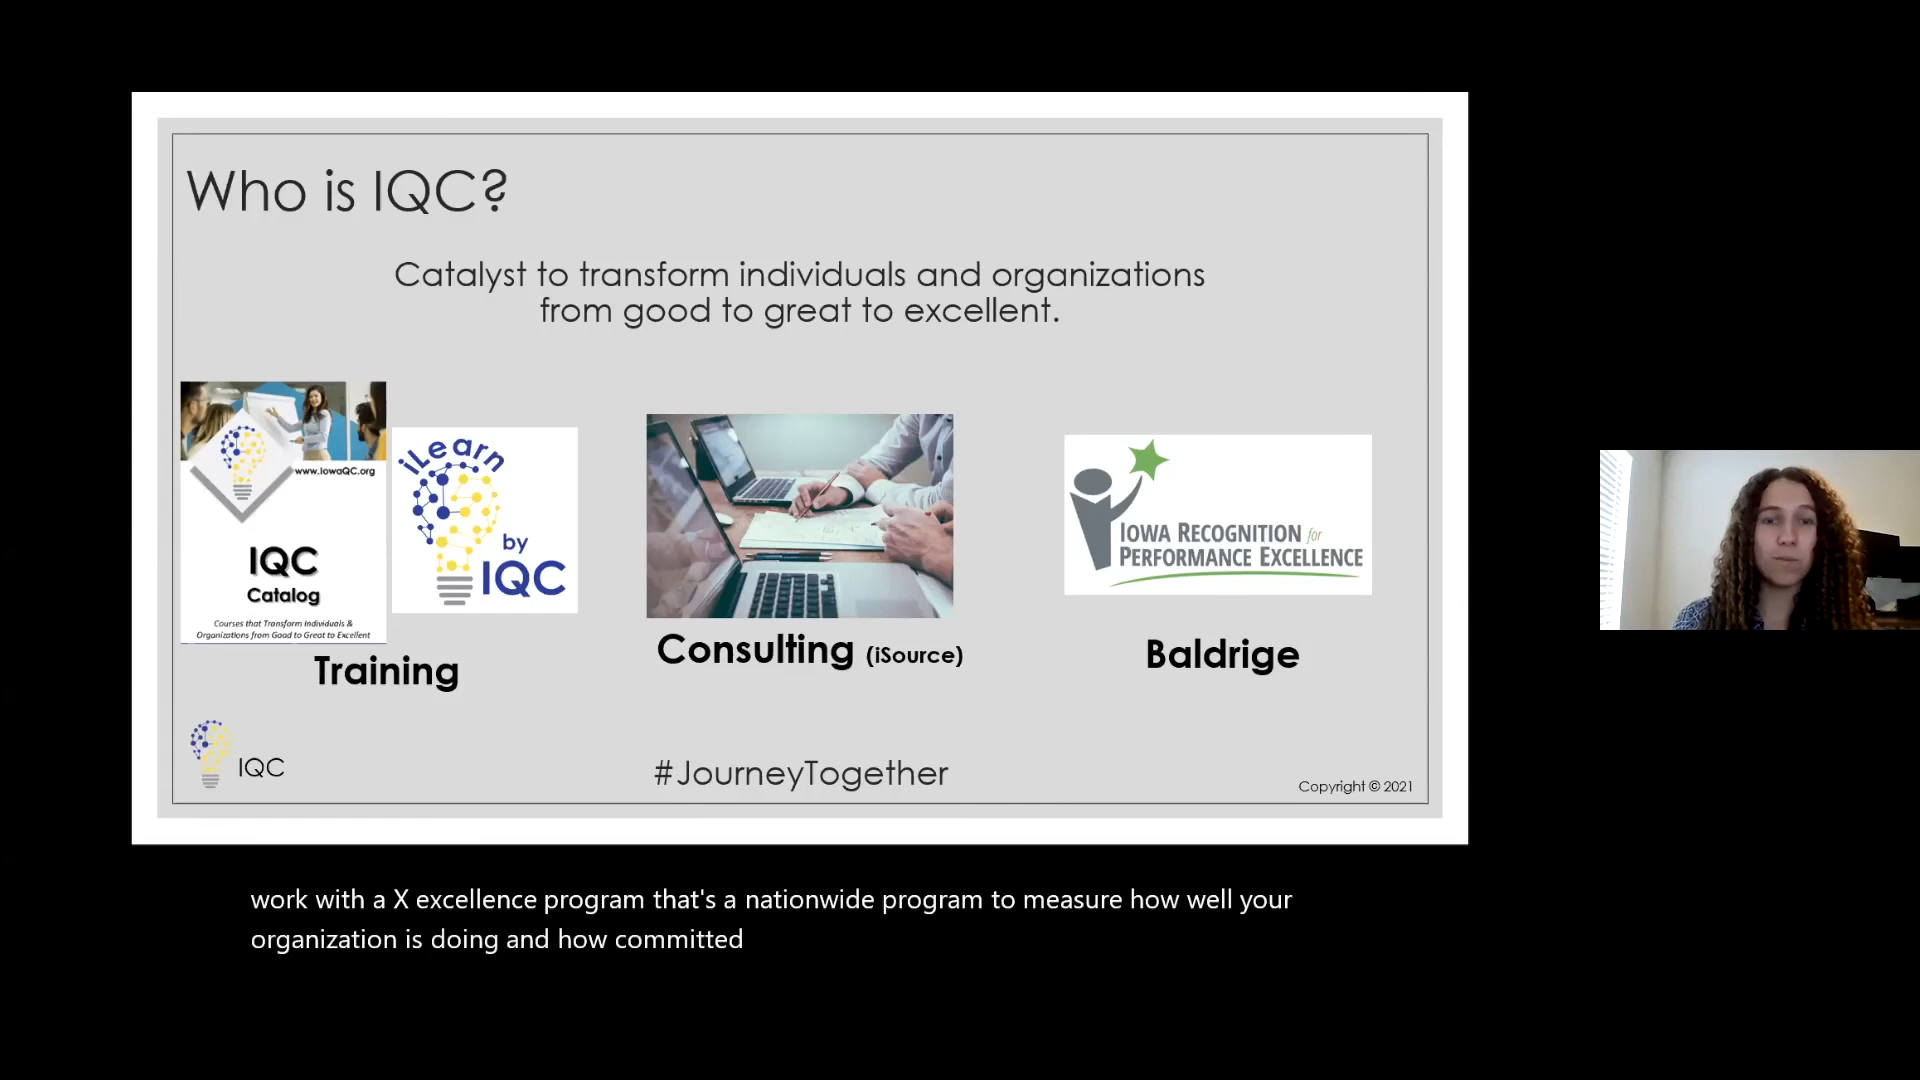 Who is IQC?
Catalyst to transform individuals and organizations
from good to great to excellent.
www.IowaQC.org
IQC
Catalog
Courses that Transform Individuals &
Organizations from Good to Great to Excellent
iLearn
by
IQC
Training
Consulting (iSource)
IOWA RECOGNITION for
PERFORMANCE EXCELLENCE
Baldrige
IQC
#JourneyTogether
Copyright © 2021
work with a X excellence program that's a nationwide program to measure how well your
organization is doing and how committed